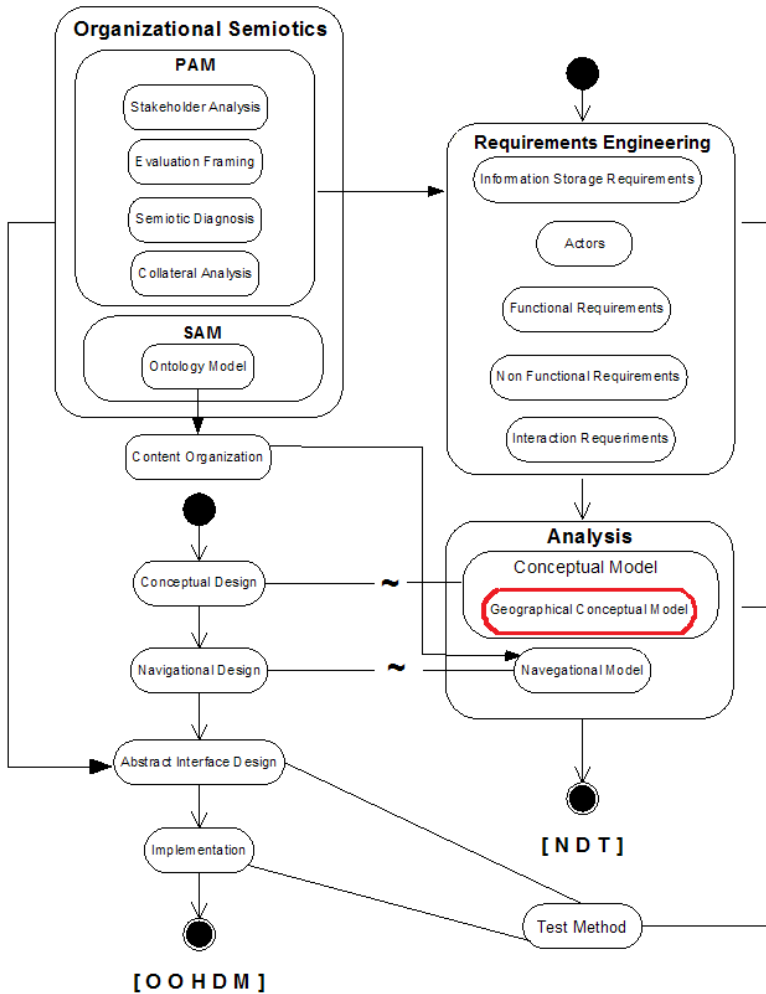 Organizational Semiotics
PAM
Stakeholder Analysis
Evaluation Framing
Semiotic Diagnosis
Collateral Analysis
SAM
Ontology Model
Content Organization
Conceptual Design
~
Navigational Design
~
Abstract Interface Design
Implementation
[ O O H D M ]
Requirements Engineering
Information Storage Requirements
Actors
Functional Requirements
Non Functional Requirements
Interaction Requeriments
Analysis
Conceptual Model
Geographical Conceptual Model
Navegational Model
[ N D T ]
Test Method